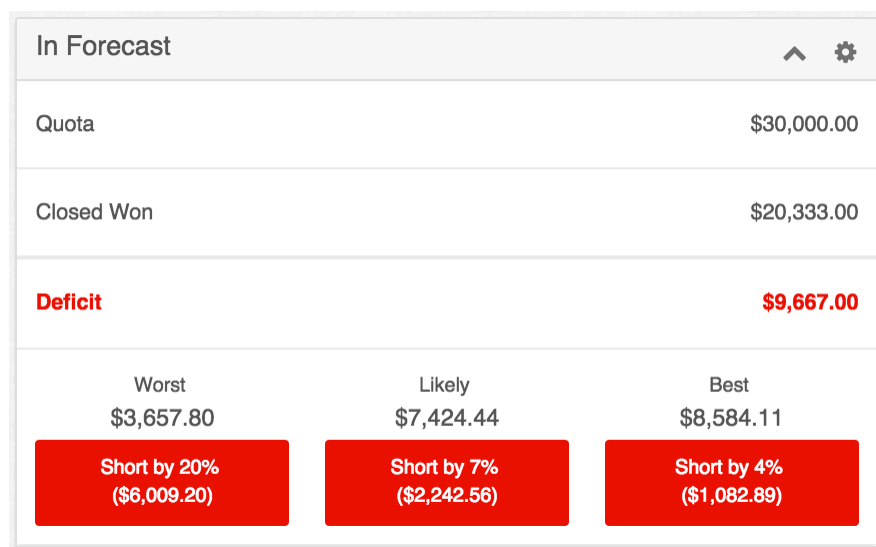 In Forecast
Quota $30,000.00
Closed Won $20,333.00
Deficit $9,667.00
Worst Likely Best
$3,657.80 $7,424.44 $8,584.11
Short by 20% Short by 7% Short by 4%
($6,009.20) ($2,242.56) ($1,082.89)